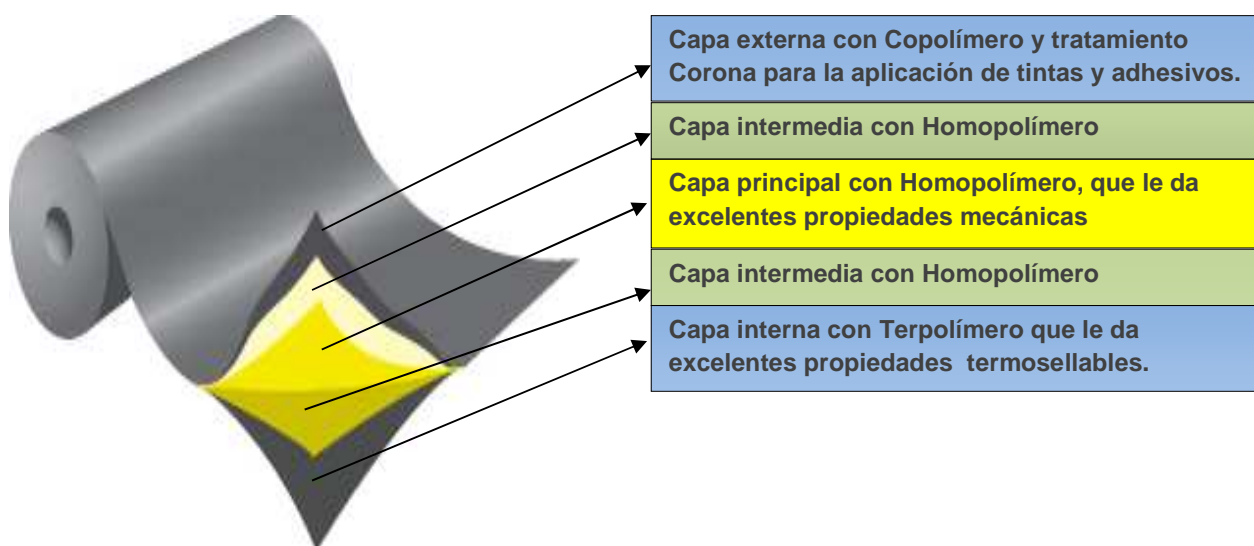 Capa externa con Copolímero y tratamiento
Corona para la aplicación de tintas y adhesivos.
Capa intermedia con Homopolímero
Capa principal con Homopolímero, que le da
excelentes propiedades mecánicas
Capa intermedia con Homopolímero
Capa interna con Terpolímero que le da
excelentes propiedades  termosellables.